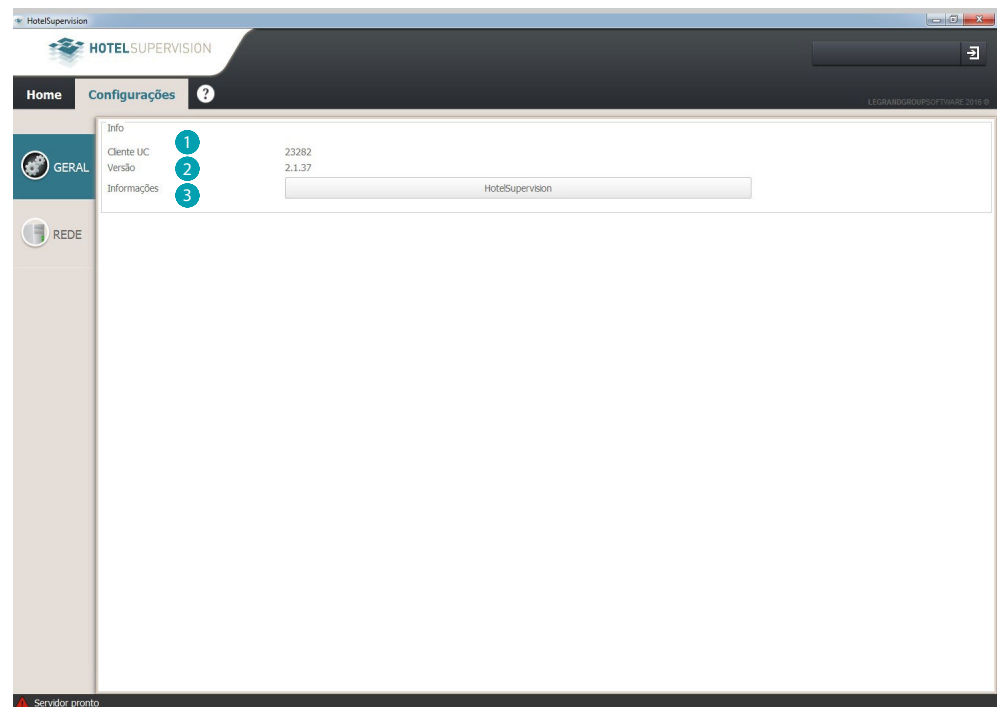 HotelSupervision
HOTELSUPERVISION
Home Configurações ?
LEGRANDGROUPSOFTWARE 2016 ©
Info
Cliente UC 1 23282
Versão 2 2.1.37
Informações 3 HotelSupervision
GERAL
REDE
Servidor pronto